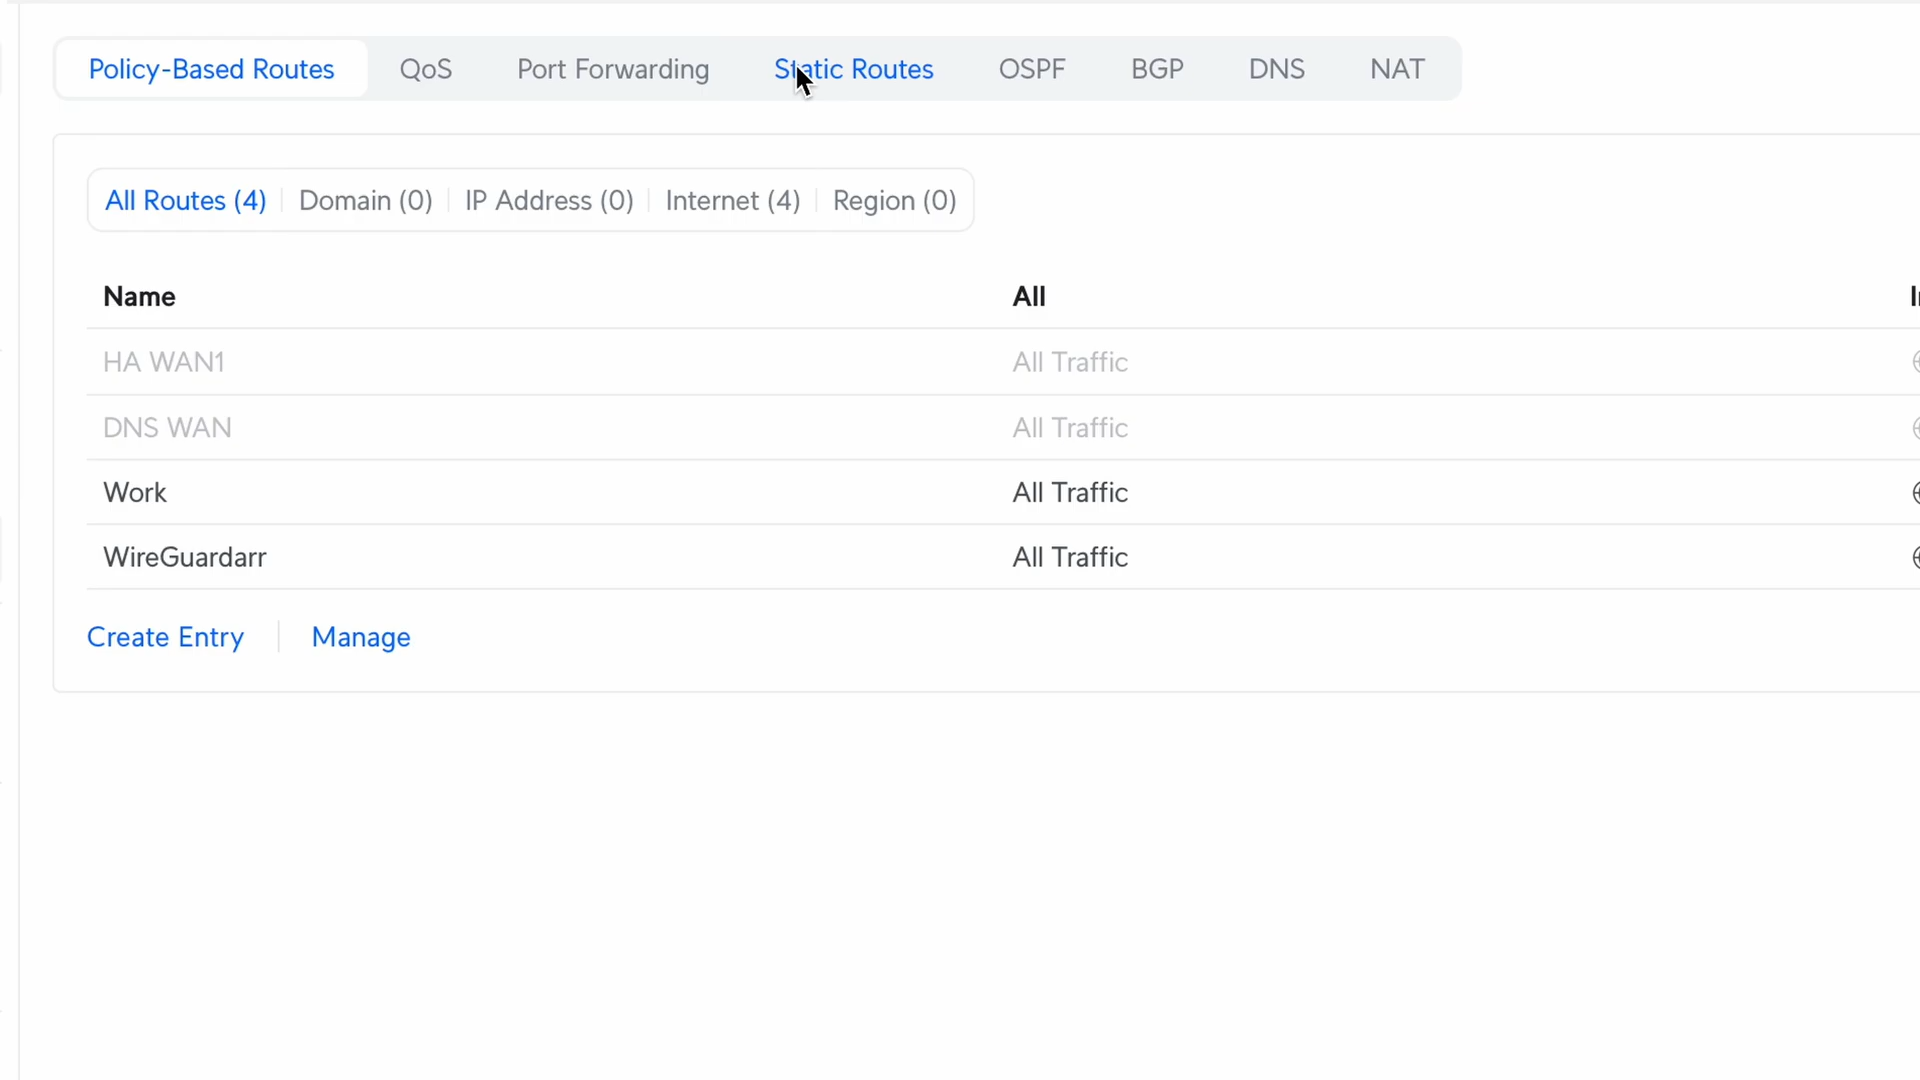 Policy-Based Routes QoS Port Forwarding Static Routes OSPF BGP DNS NAT
All Routes (4) Domain (0) IP Address (0) Internet (4) Region (0)
Name All
HA WAN1 All Traffic
DNS WAN All Traffic
Work All Traffic
WireGuardarr All Traffic
Create Entry Manage